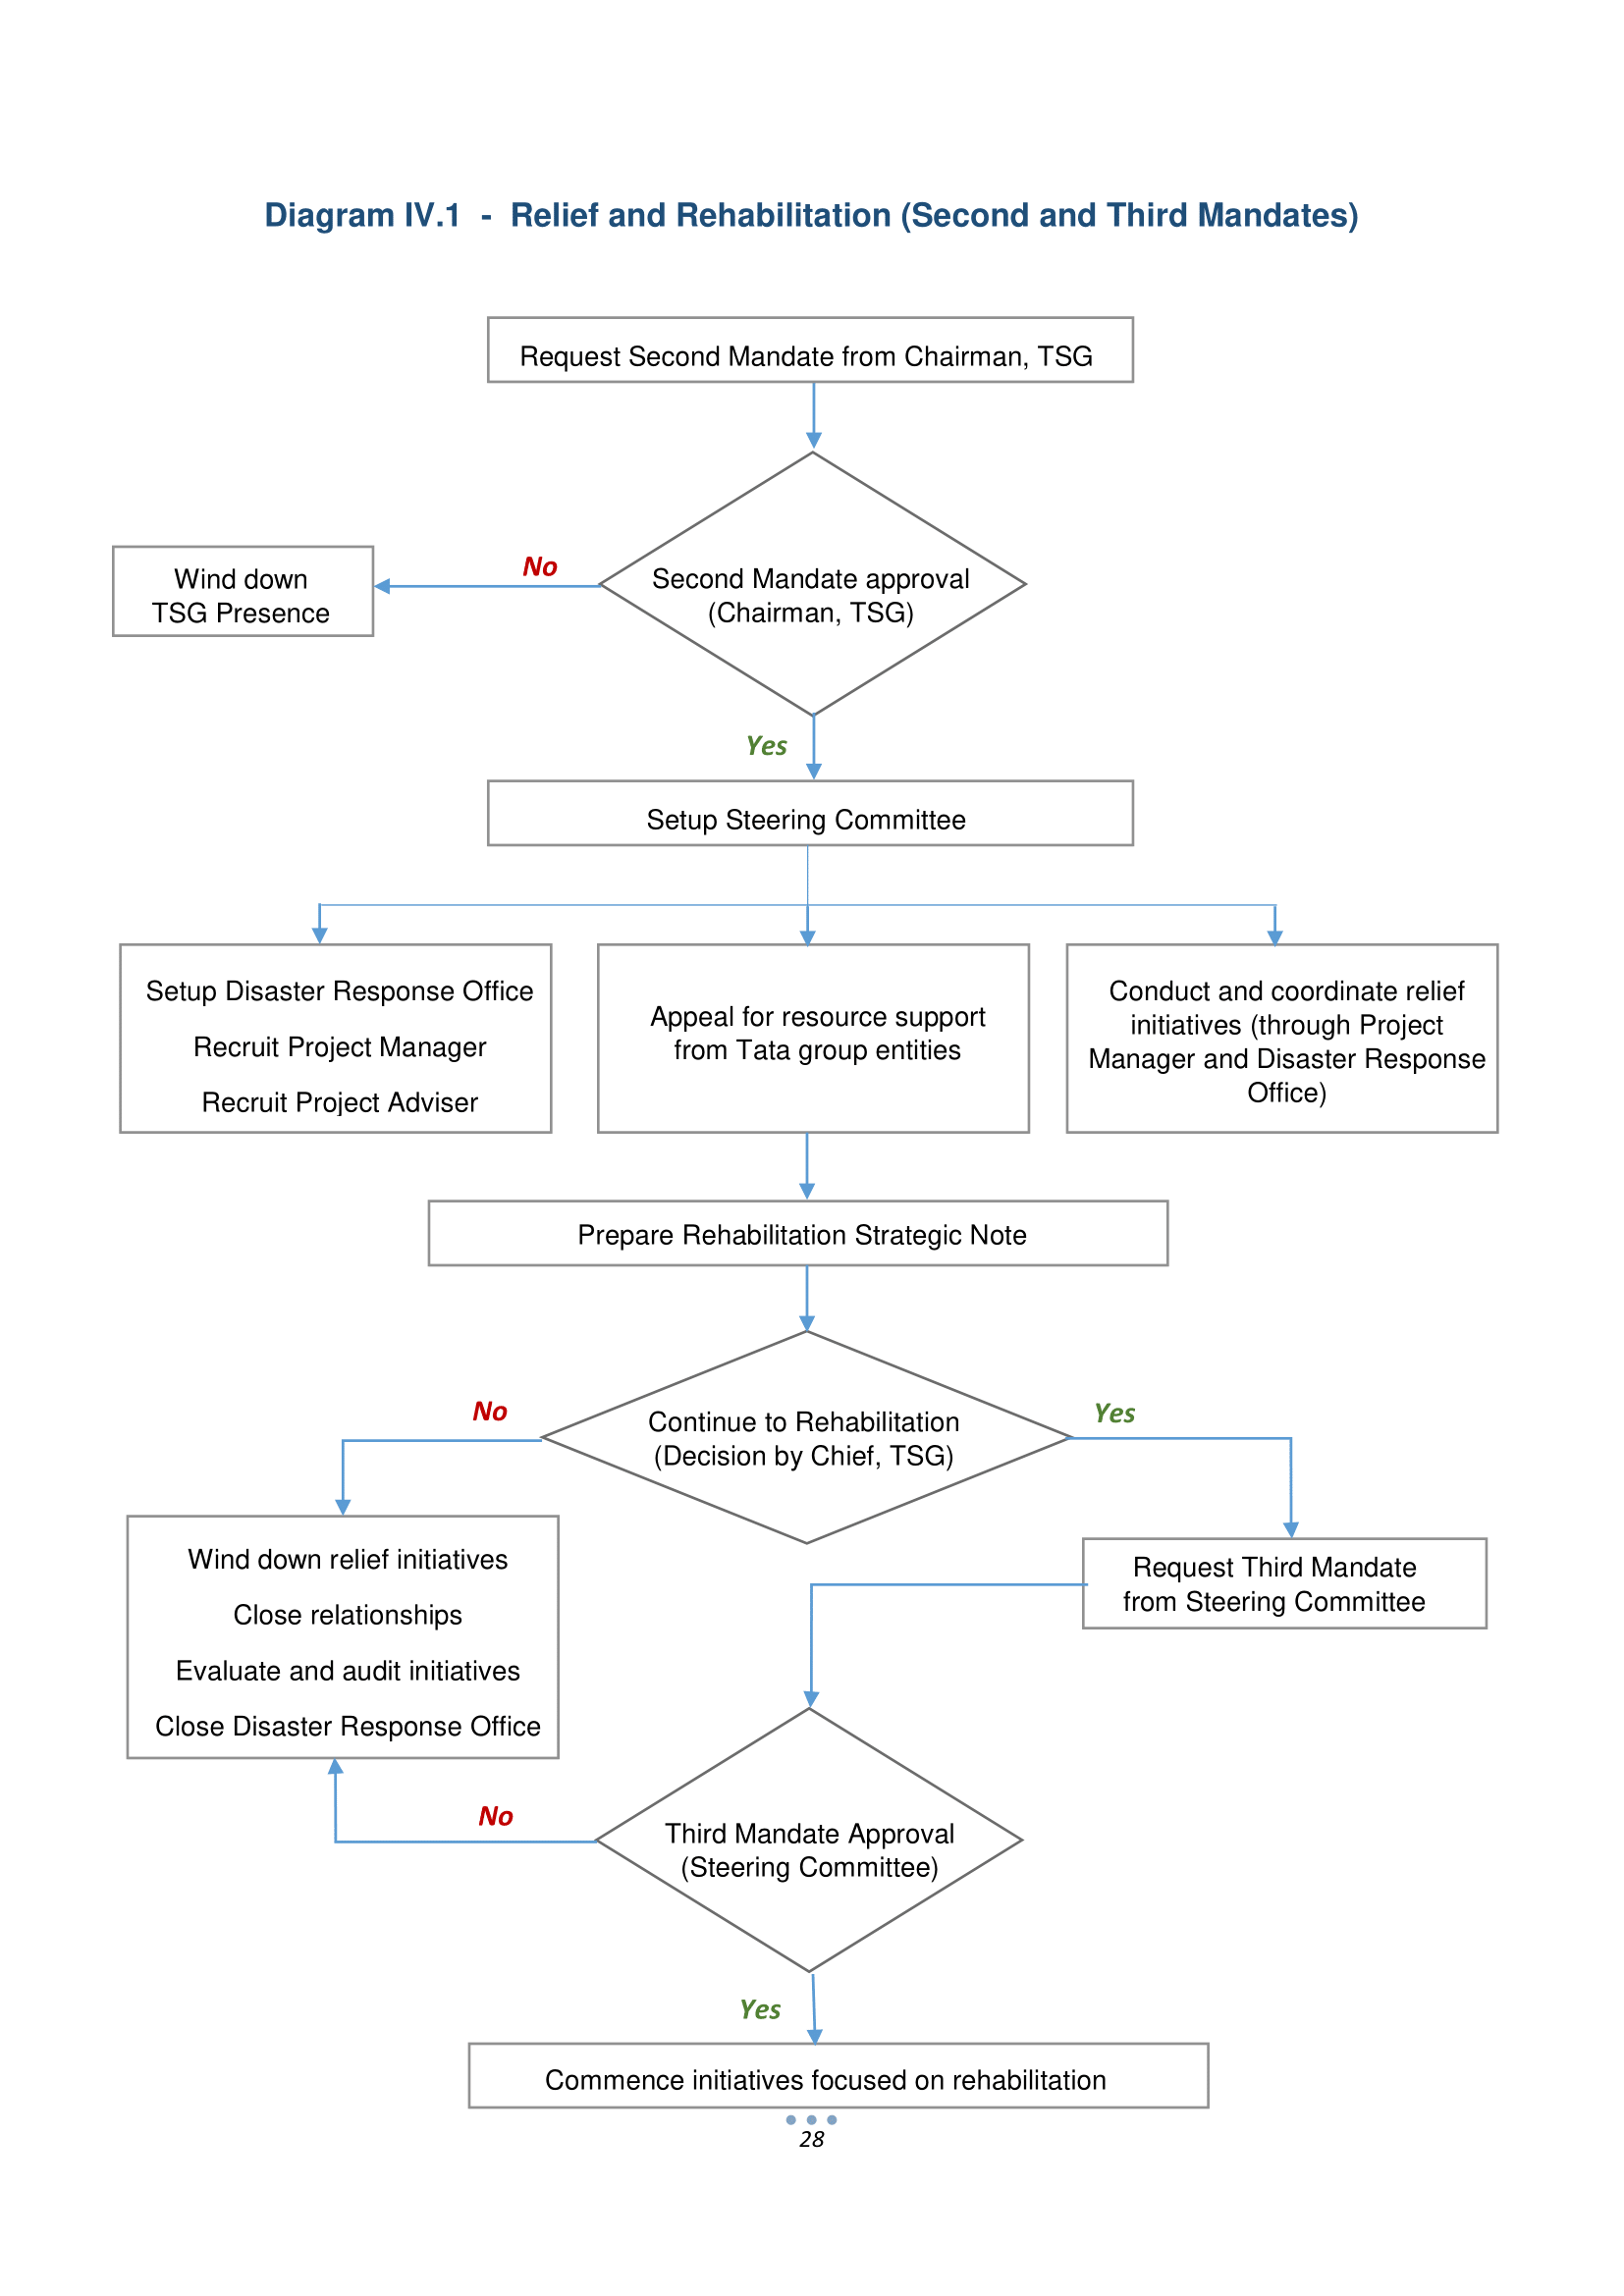 Diagram IV.1 - Relief and Rehabilitation (Second and Third Mandates)
Request Second Mandate from Chairman, TSG
No
Wind down
TSG Presence
Second Mandate approval
(Chairman, TSG)
Yes
Setup Steering Committee
Setup Disaster Response Office
Recruit Project Manager
Recruit Project Adviser
Appeal for resource support
from Tata group entities
Conduct and coordinate relief
initiatives (through Project
Manager and Disaster Response
Office)
Prepare Rehabilitation Strategic Note
No
Continue to Rehabilitation
(Decision by Chief, TSG)
Yes
Wind down relief initiatives
Close relationships
Evaluate and audit initiatives
Close Disaster Response Office
Request Third Mandate
from Steering Committee
No
Third Mandate Approval
(Steering Committee)
Yes
Commence initiatives focused on rehabilitation
28